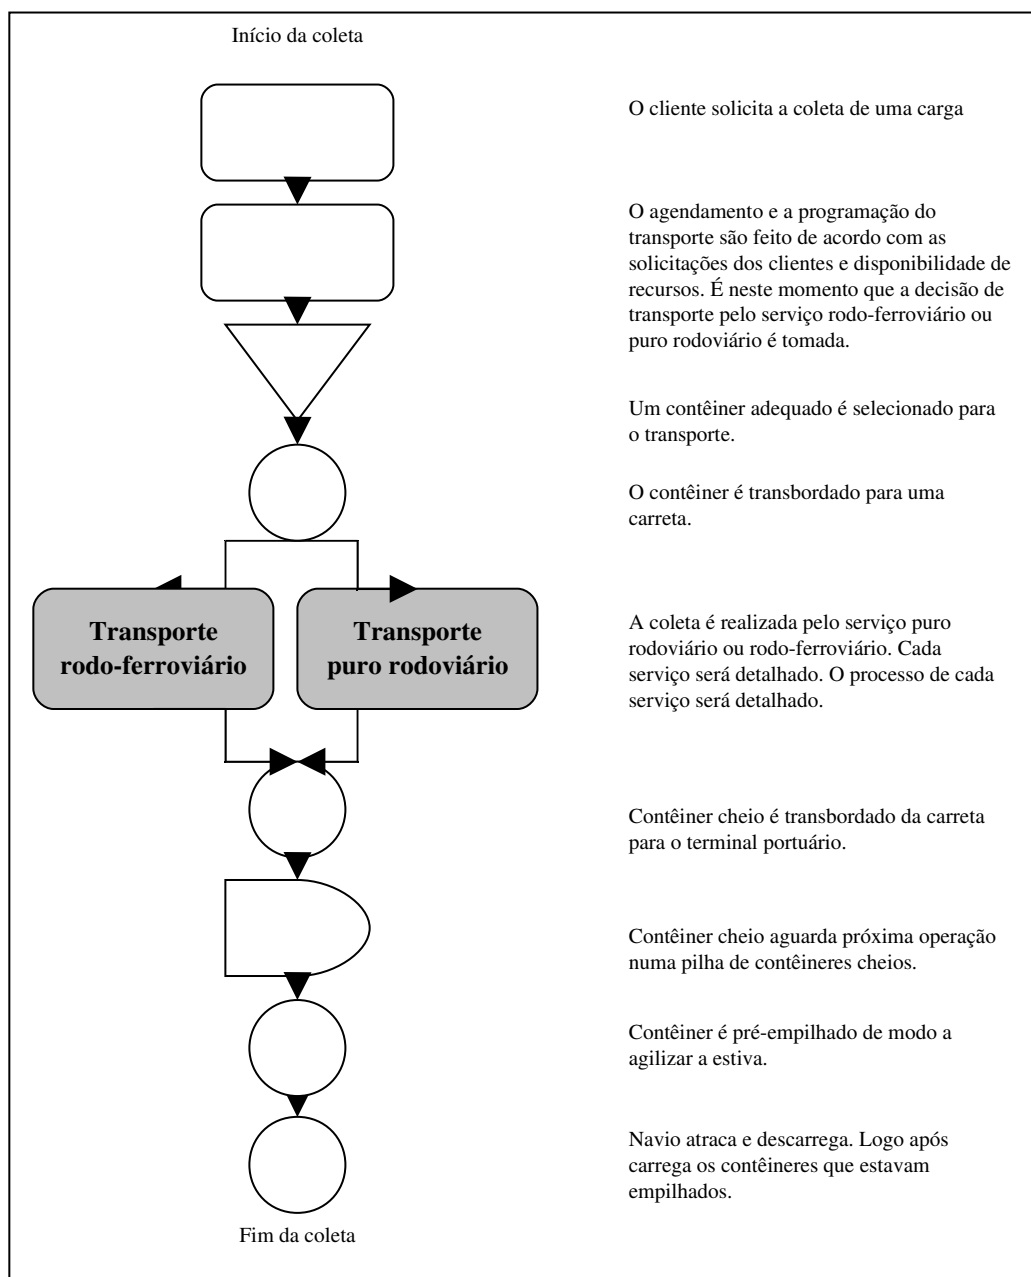 Início da coleta
O cliente solicita a coleta de uma carga
O agendamento e a programação do
transporte são feito de acordo com as
solicitações dos clientes e disponibilidade de
recursos. É neste momento que a decisão de
transporte pelo serviço rodo-ferroviário ou
puro rodoviário é tomada.
Um contêiner adequado é selecionado para
o transporte.
O contêiner é transbordado para uma
carreta.
Transporte
rodo-ferroviário
Transporte
puro rodoviário
A coleta é realizada pelo serviço puro
rodoviário ou rodo-ferroviário. Cada
serviço será detalhado. O processo de cada
serviço será detalhado.
Contêiner cheio é transbordado da carreta
para o terminal portuário.
Contêiner cheio aguarda próxima operação
numa pilha de contêineres cheios.
Contêiner é pré-empilhado de modo a
agilizar a estiva.
Navio atraca e descarrega. Logo após
carrega os contêineres que estavam
empilhados.
Fim da coleta